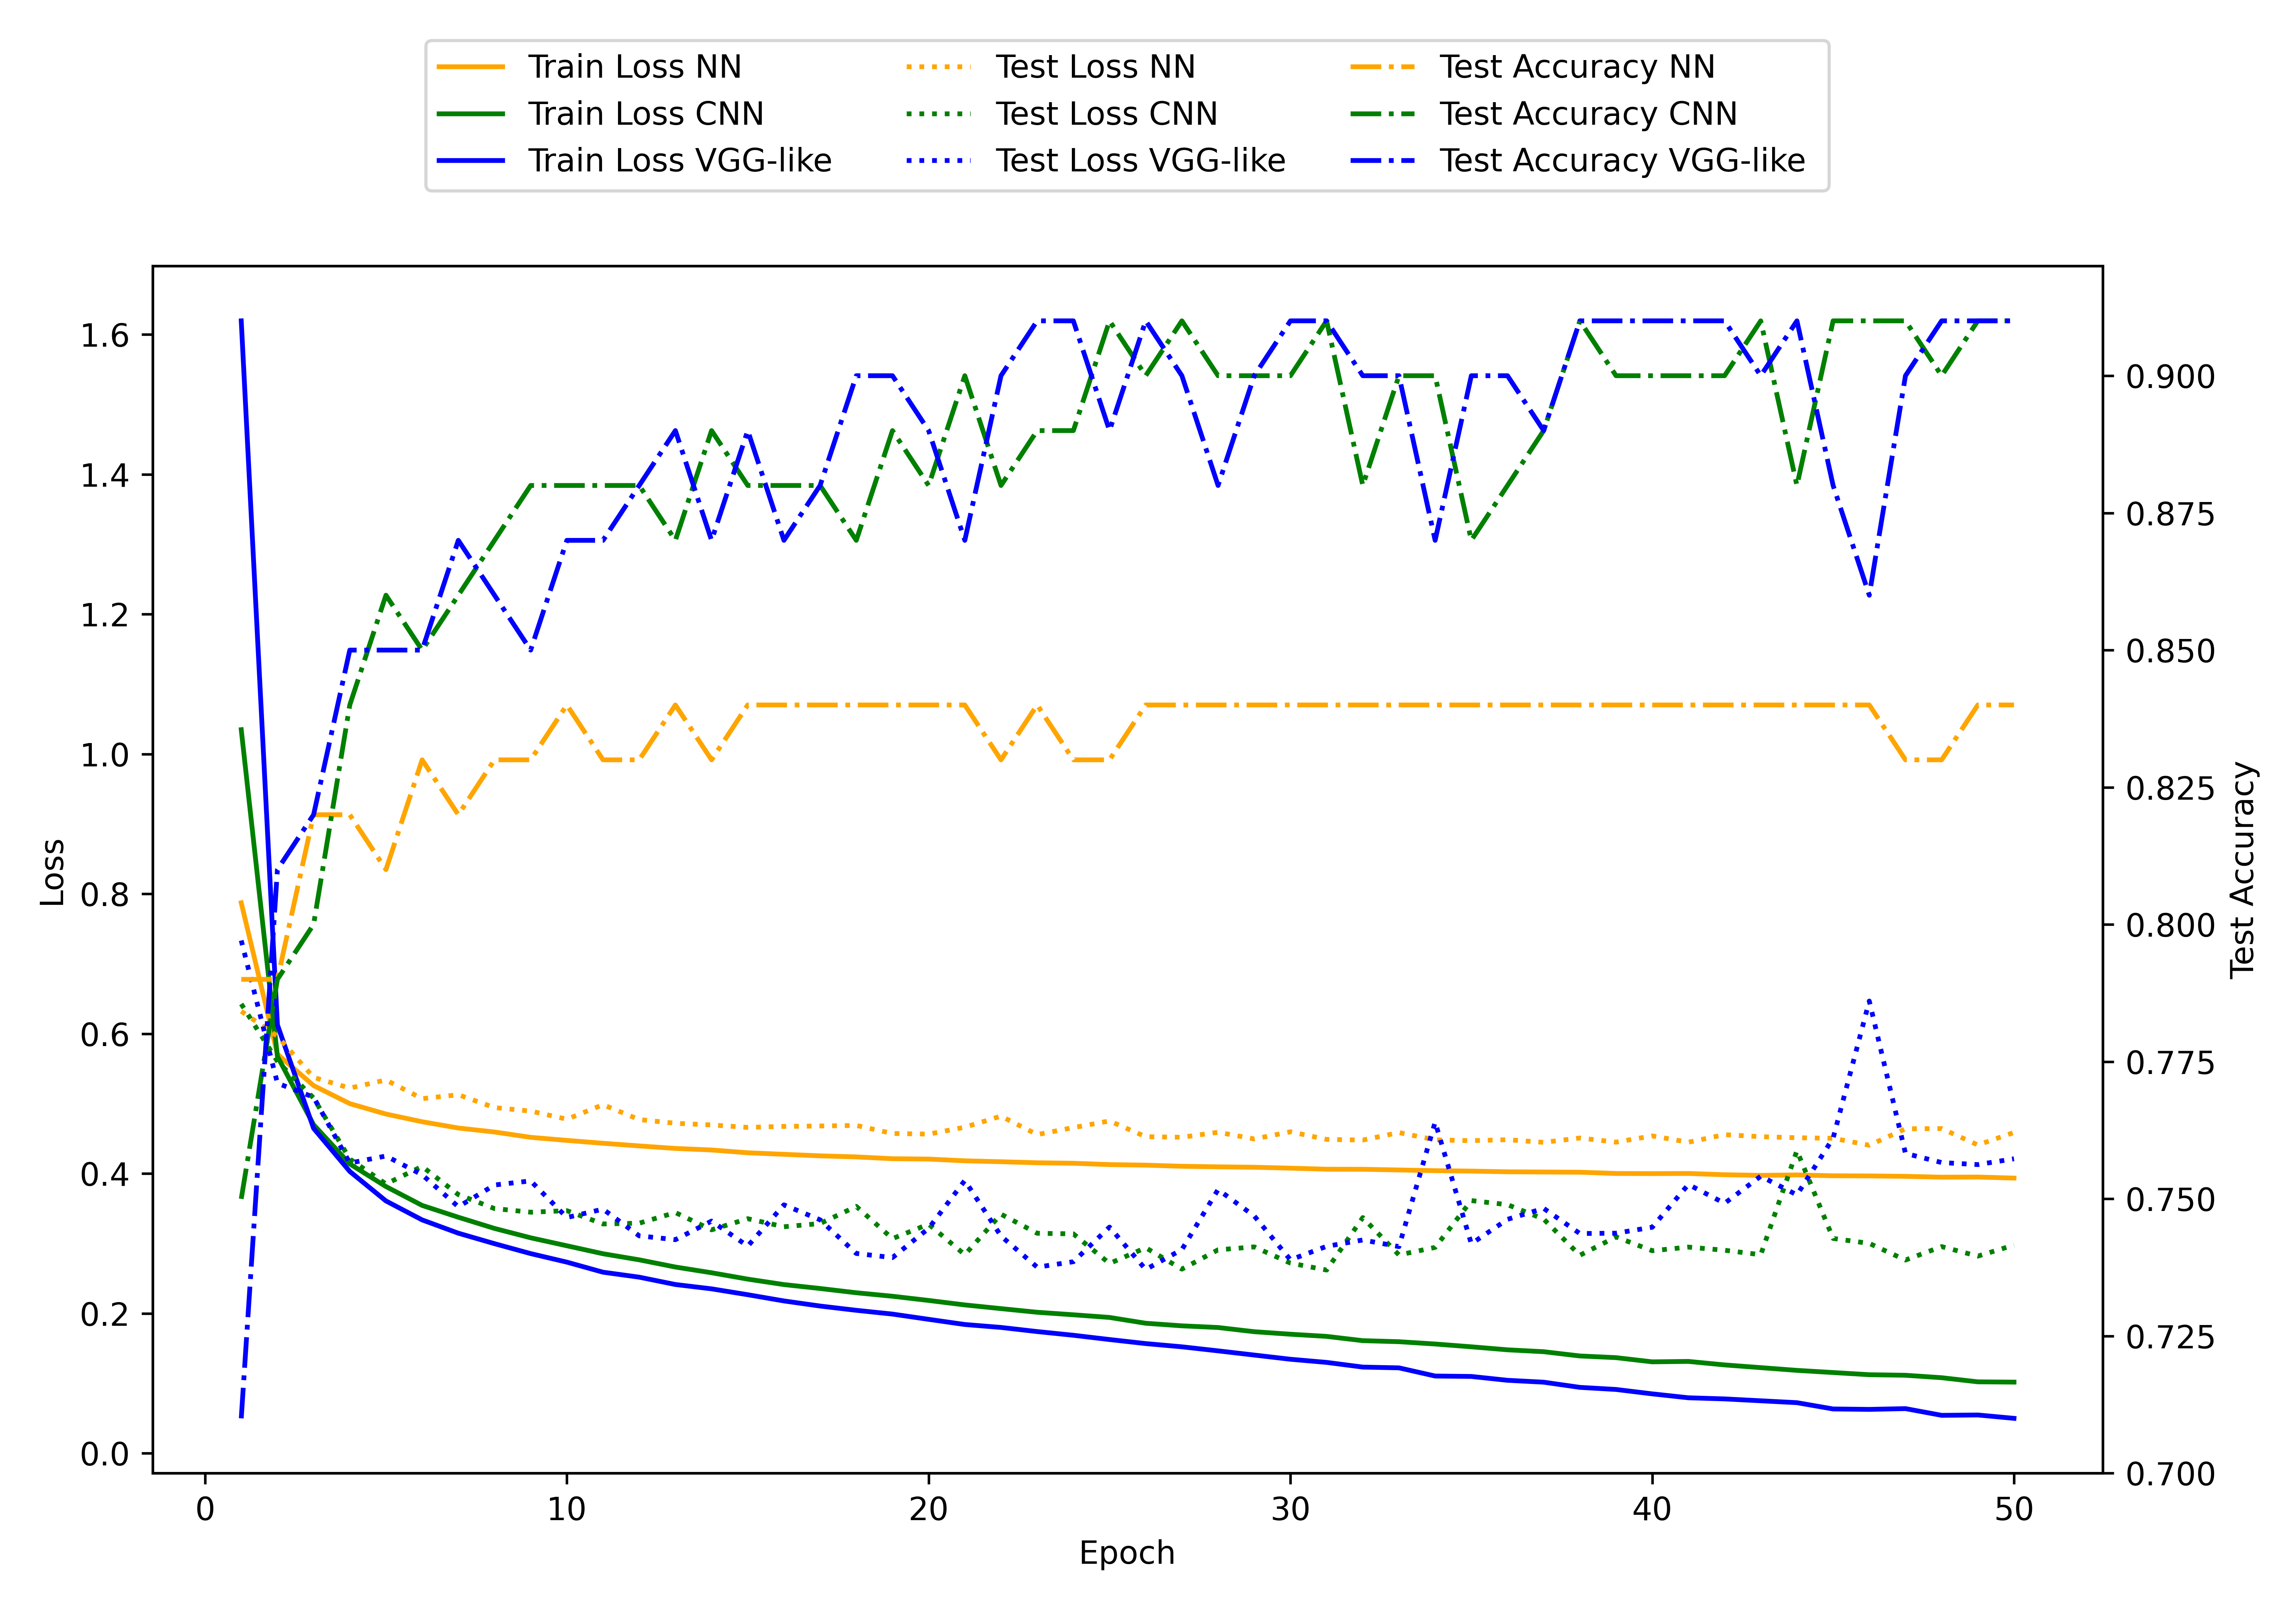 Train Loss NN
Train Loss CNN
Train Loss VGG-like
Test Loss NN
Test Loss CNN
Test Loss VGG-like
Test Accuracy NN
Test Accuracy CNN
Test Accuracy VGG-like
Loss
1.6
1.4
1.2
1.0
0.8
0.6
0.4
0.2
0.0
0.900
0.875
0.850
0.825
0.800
0.775
0.750
0.725
0.700
Test Accuracy
0 10 20 30 40 50
Epoch